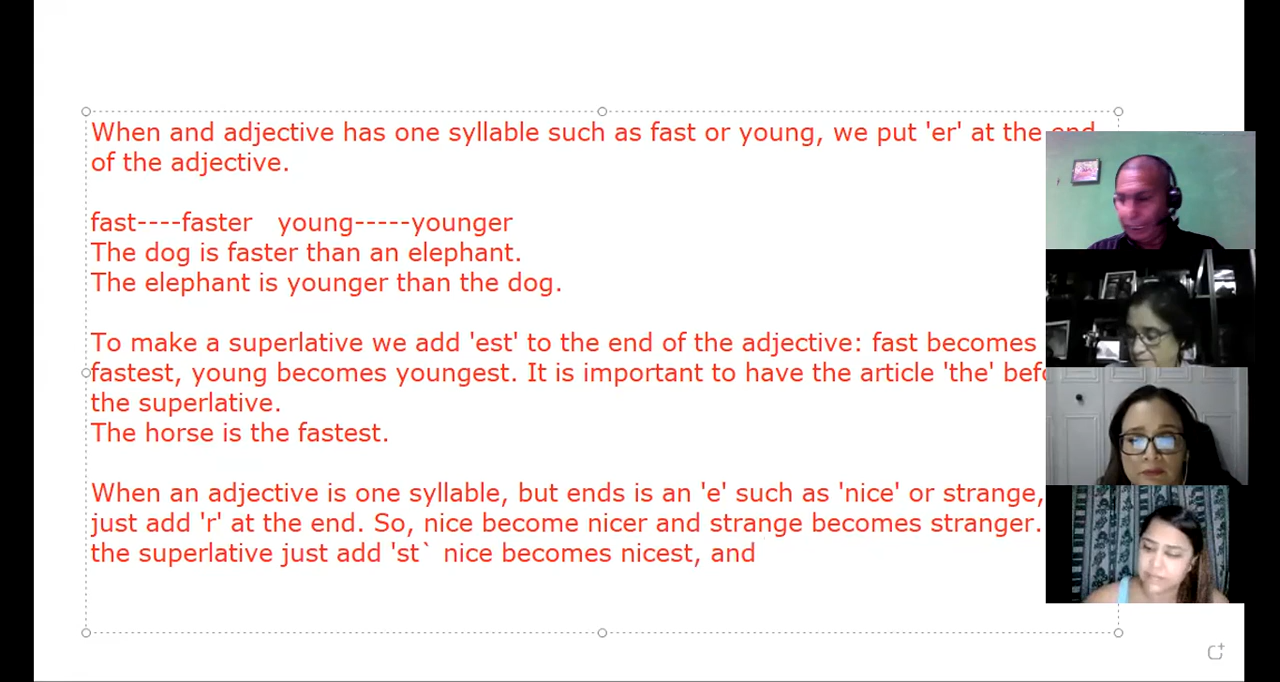 When and adjective has one syllable such as fast or young, we put 'er' at the end
of the adjective.
fast----faster young-----younger
The dog is faster than an elephant.
The elephant is younger than the dog.
To make a superlative we add 'est' to the end of the adjective: fast becomes
fastest, young becomes youngest. It is important to have the article 'the'
the superlative.
The horse is the fastest.
When an adjective is one syllable, but ends is an 'e' such as 'nice' or strange,
just add 'r' at the end. So, nice become nicer and strange becomes stranger.
the superlative just add 'st` nice becomes nicest, and